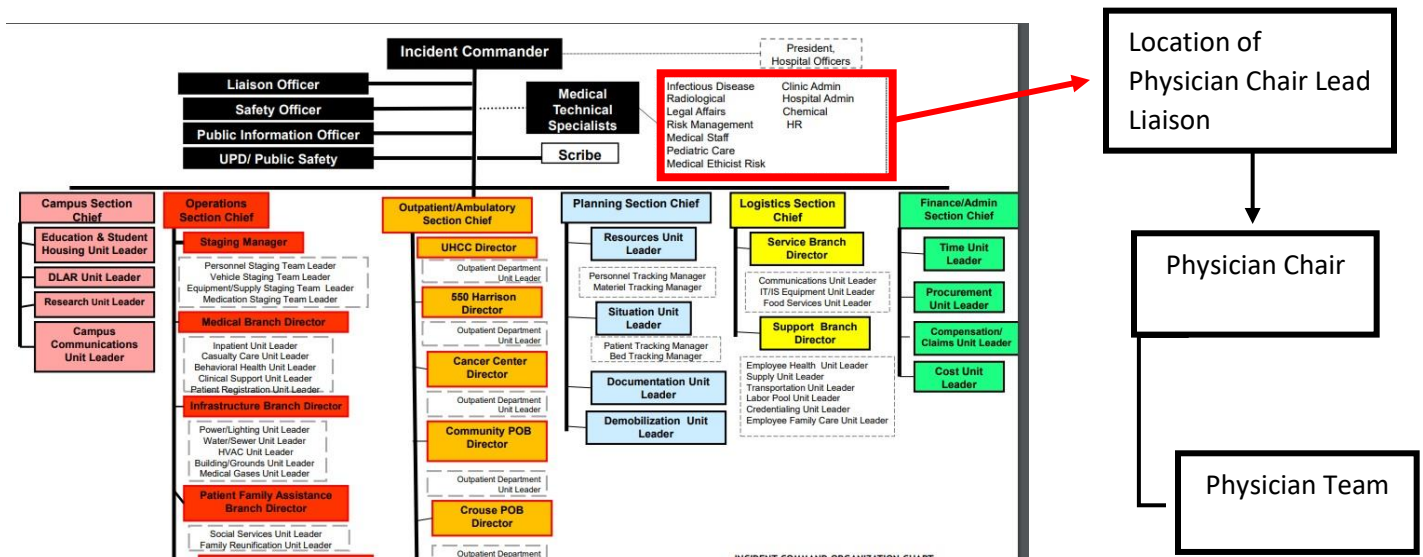 Incident Commander
President,
Hospital Officers
Liaison Officer
Safety Officer
Public Information Officer
UPD/ Public Safety
Medical
Technical
Specialists
Scribe
Infectious Disease
Radiological
Legal Affairs
Risk Management
Medical Staff
Pediatric Care
Medical Ethicist Risk
Clinic Admin
Hospital Admin
Chemical
HR
Location of
Physician Chair Lead
Liaison
Physician Chair
Physician Team
Campus Section
Chief
Education & Student
Housing Unit Leader
DLAR Unit Leader
Research Unit Leader
Campus
Communications
Unit Leader
Operations
Section Chief
Staging Manager
Personnel Staging Team Leader
Vehicle Staging Team Leader
Equipment/Supply Staging Team Leader
Medication Staging Team Leader
Medical Branch Director
Inpatient Unit Leader
Casualty Care Unit Leader
Behavioral Health Unit Leader
Clinical Support Unit Leader
Patient Registration Unit Leader
Infrastructure Branch Director
Power/Lighting Unit Leader
Water/Sewer Unit Leader
HVAC Unit Leader
Building/Grounds Unit Leader
Medical Gases Unit Leader
Patient Family Assistance
Branch Director
Social Services Unit Leader
Family Reunification Unit Leader
Outpatient/Ambulatory
Section Chief
UHCC Director
Outpatient Department
Unit Leader
550 Harrison
Director
Outpatient Department
Unit Leader
Cancer Center
Director
Outpatient Department
Unit Leader
Community POB
Director
Outpatient Department
Unit Leader
Crouse POB
Director
Outpatient Department
Planning Section Chief
Resources Unit
Leader
Personnel Tracking Manager
Materiel Tracking Manager
Situation Unit
Leader
Patient Tracking Manager
Bed Tracking Manager
Documentation Unit
Leader
Demobilization Unit
Leader
Logistics Section
Chief
Service Branch
Director
Communications Unit Leader
IT/IS Equipment Unit Leader
Food Services Unit Leader
Support Branch
Director
Employee Health Unit Leader
Supply Unit Leader
Transportation Unit Leader
Labor Pool Unit Leader
Credentialing Unit Leader
Employee Family Care Unit Leader
Finance/Admin
Section Chief
Time Unit
Leader
Procurement
Unit Leader
Compensation/
Claims Unit Leader
Cost Unit
Leader
INCIDENT COMMAND ORGANIZATION CHART